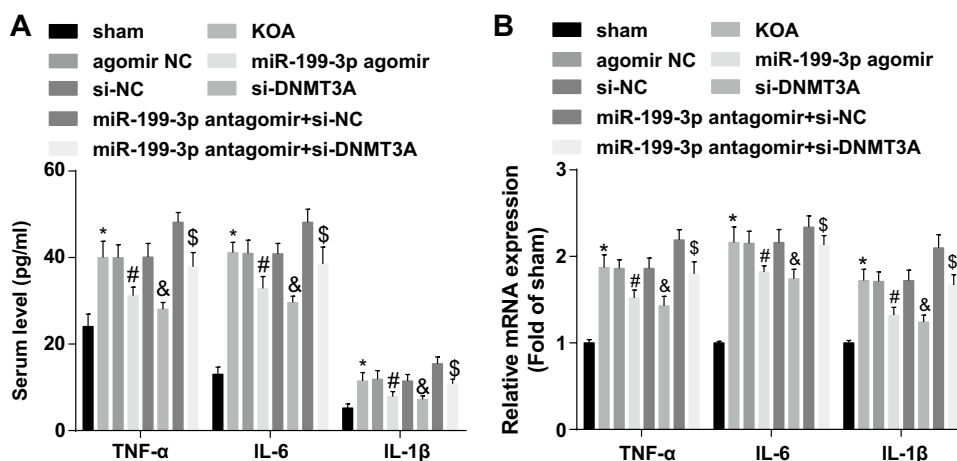 A
sham KOA
agomir NC miR-199-3p agomir
si-NC si-DNMT3A
miR-199-3p antagomir+si-NC
miR-199-3p antagomir+si-DNMT3A
Serum level (pg/ml)
60
40
20
0
* # & $
* # & $
* # & $
TNF-α IL-6 IL-1β
B
sham KOA
agomir NC miR-199-3p agomir
si-NC si-DNMT3A
miR-199-3p antagomir+si-NC
miR-199-3p antagomir+si-DNMT3A
Relative mRNA expression
(Fold of sham)
3
2
1
0
* # & $
* # & $
* # & $
TNF-α IL-6 IL-1β